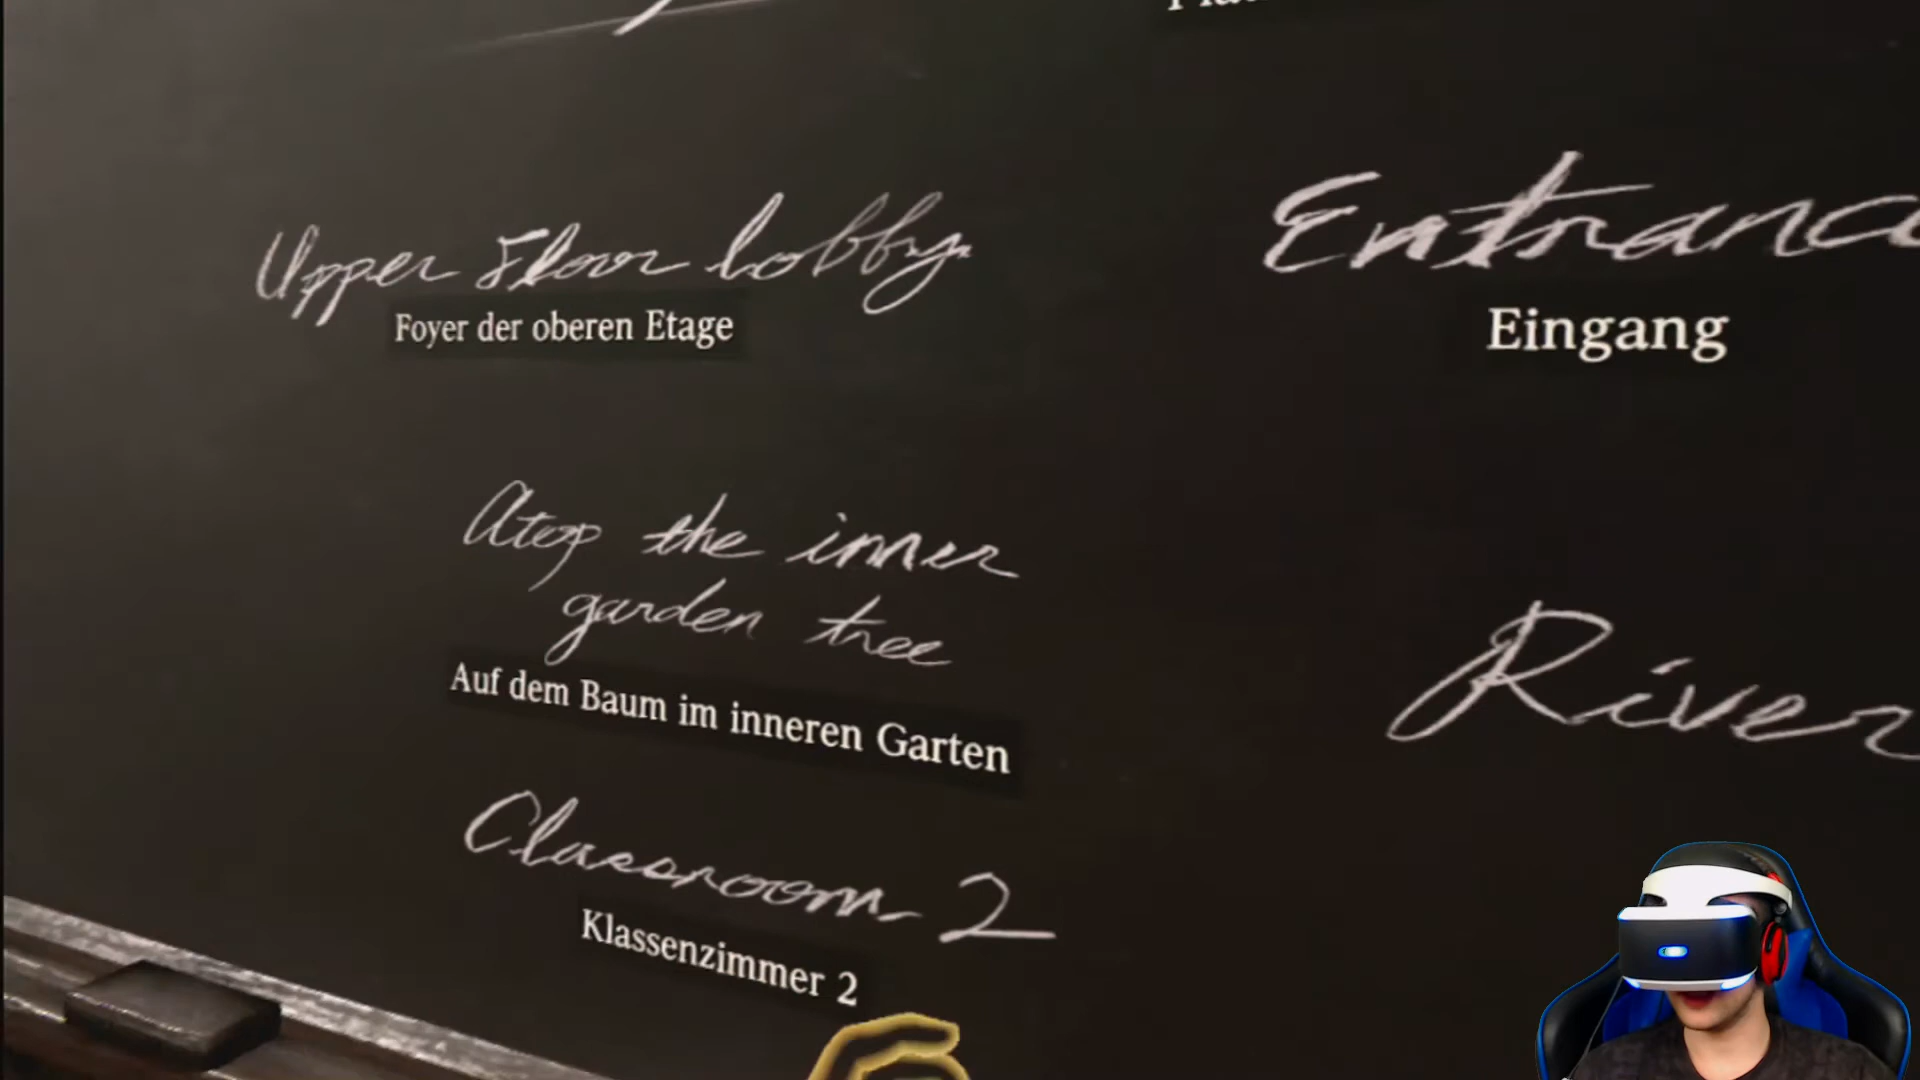 Upper Floor lobby
Foyer der oberen Etage
Eingang
Atop the inner
garden tree
Auf dem Baum im inneren Garten
River
Classroom 2
Klassenzimmer 2